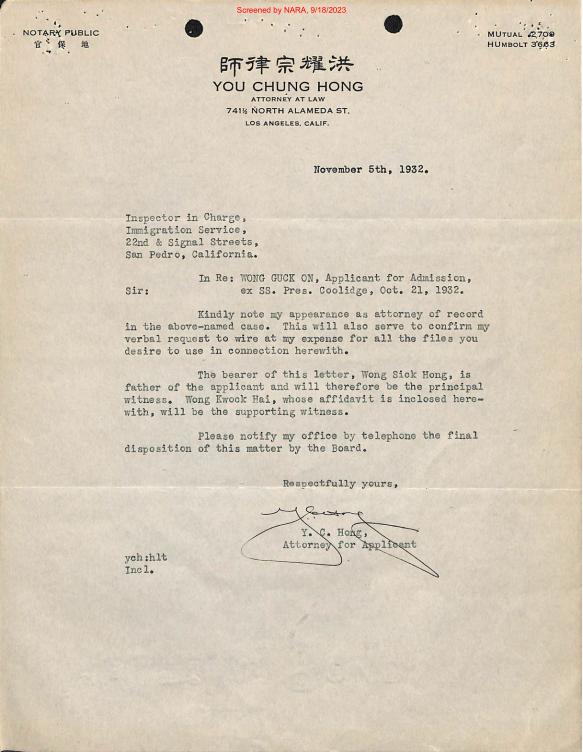 Screened by NARA, 9/18/2023
NOTARY PUBLIC
官 保 地
MUTUAL 2709
HUMBOLT 3663
師律宗耀洪
YOU CHUNG HONG
ATTORNEY AT LAW
741½ NORTH ALAMEDA ST.
LOS ANGELES, CALIF.
November 5th, 1932.
Inspector in Charge,
Immigration Service,
22nd & Signal Streets,
San Pedro, California.
In Re: WONG GUCK ON, Applicant for Admission,
Sir: ex SS. Pres. Coolidge, Oct. 21, 1932.
Kindly note my appearance as attorney of record
in the above-named case. This will also serve to confirm my
verbal request to wire at my expense for all the files you
desire to use in connection herewith.
The bearer of this letter, Wong Sick Hong, is
father of the applicant and will therefore be the principal
witness. Wong Kwock Hai, whose affidavit is inclosed here-
with, will be the supporting witness.
Please notify my office by telephone the final
disposition of this matter by the Board.
Respectfully yours,
Y. C. Hong,
Attorney for Applicant
ych:hlt
Incl.